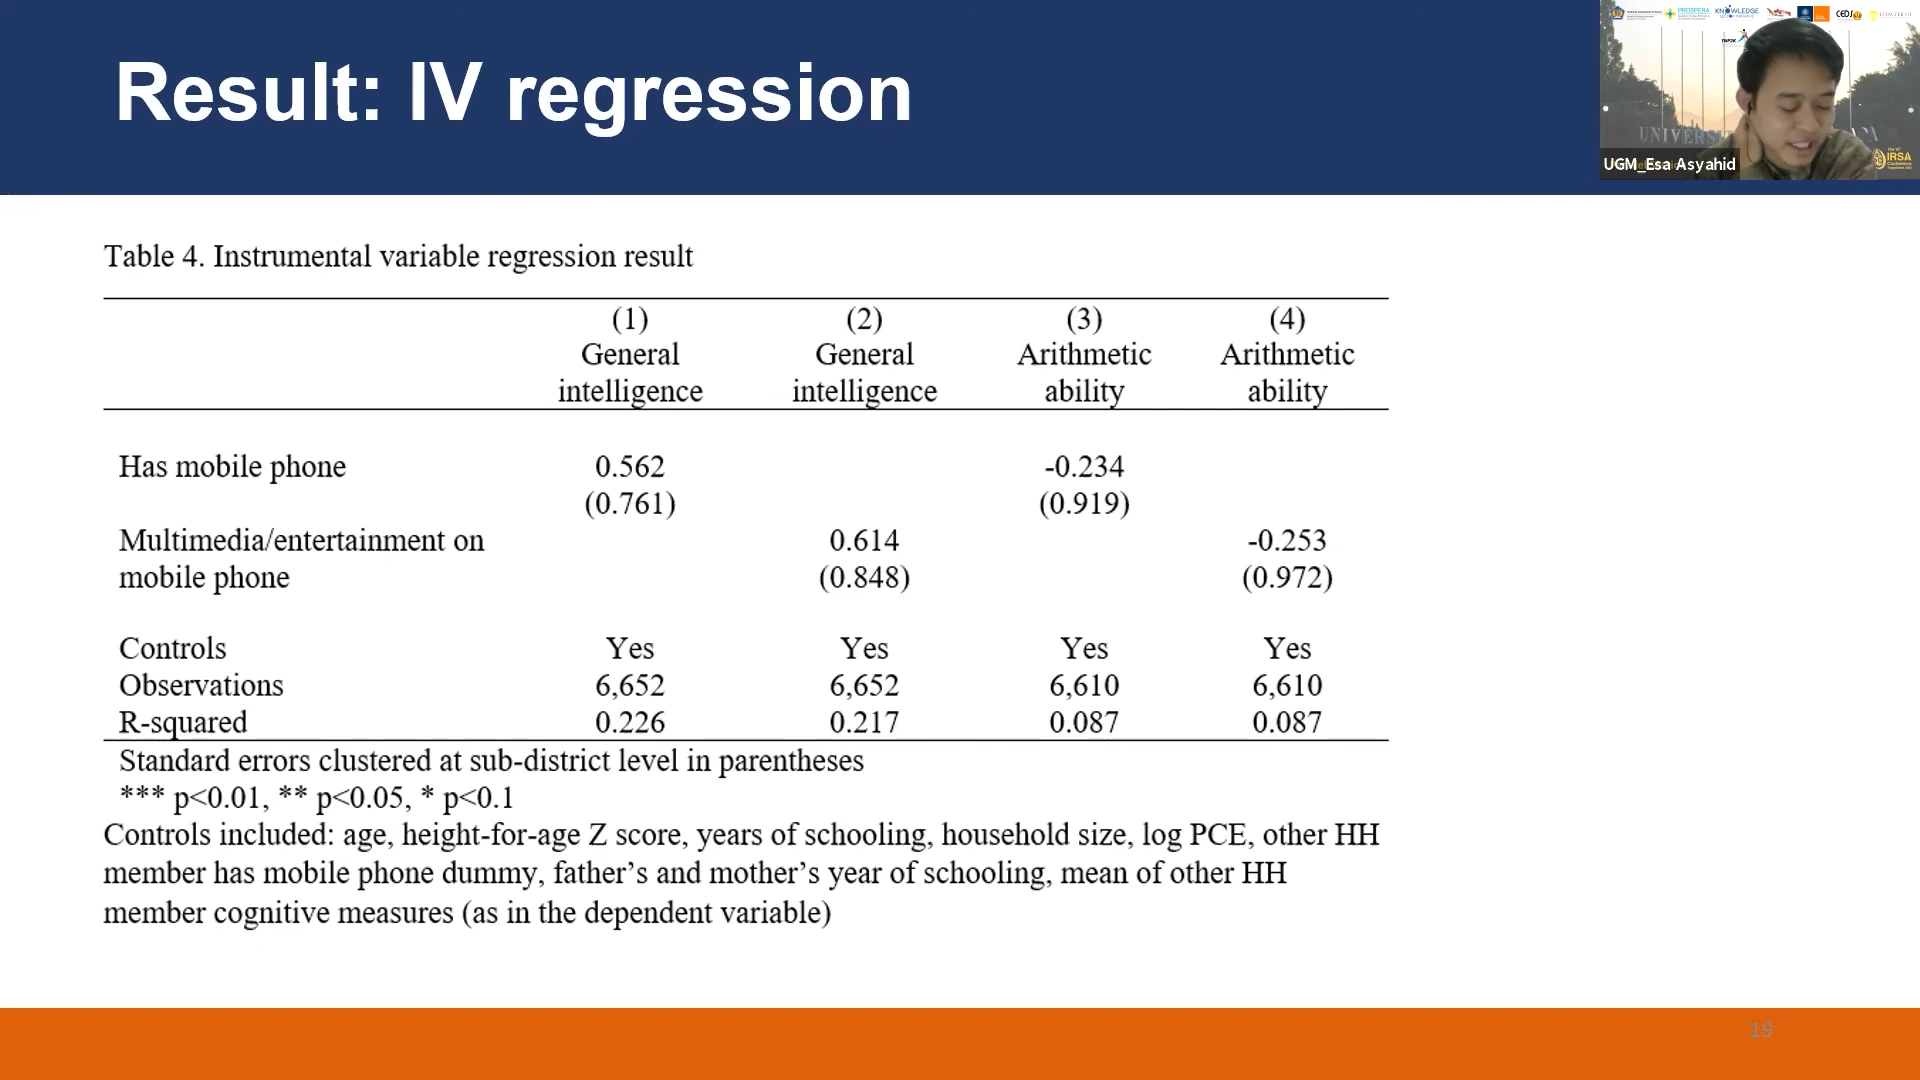 Result: IV regression
PROSPERA
KNOWLEDGE
CEDS
UNIVERS
UGM_Esa Asyahid
IRSA
Table 4. Instrumental variable regression result
(1) (2) (3) (4)
General General Arithmetic Arithmetic
intelligence intelligence ability ability
Has mobile phone 0.562 -0.234
(0.761) (0.919)
Multimedia/entertainment on 0.614 -0.253
mobile phone (0.848) (0.972)
Controls Yes Yes Yes Yes
Observations 6,652 6,652 6,610 6,610
R-squared 0.226 0.217 0.087 0.087
Standard errors clustered at sub-district level in parentheses
*** p<0.01, ** p<0.05, * p<0.1
Controls included: age, height-for-age Z score, years of schooling, household size, log PCE, other HH
member has mobile phone dummy, father’s and mother’s year of schooling, mean of other HH
member cognitive measures (as in the dependent variable)
19